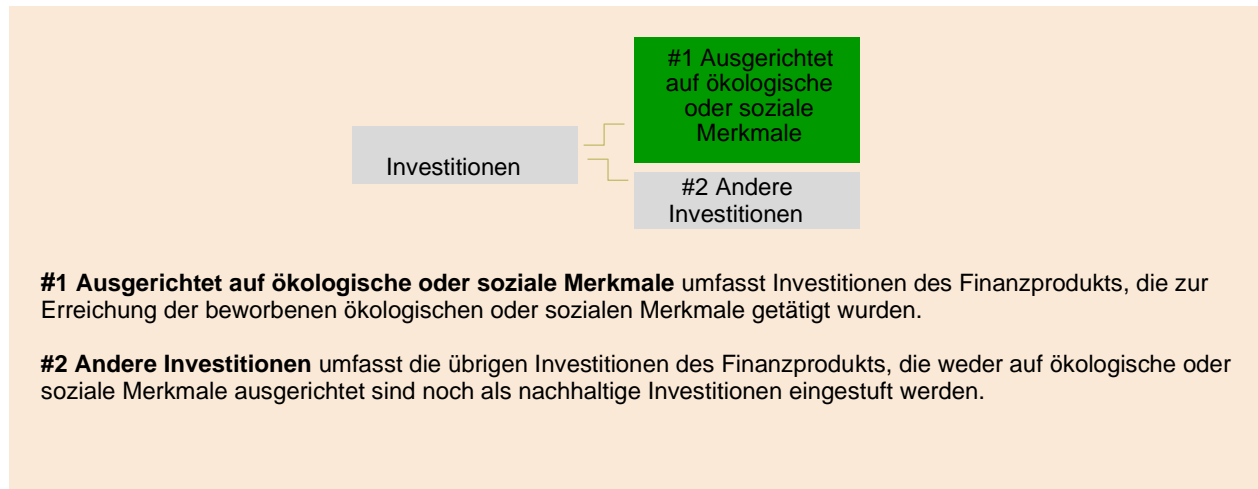 #1 Ausgerichtet
auf ökologische
oder soziale
Merkmale
Investitionen
#2 Andere
Investitionen
#1 Ausgerichtet auf ökologische oder soziale Merkmale umfasst Investitionen des Finanzprodukts, die zur
Erreichung der beworbenen ökologischen oder sozialen Merkmale getätigt wurden.
#2 Andere Investitionen umfasst die übrigen Investitionen des Finanzprodukts, die weder auf ökologische oder
soziale Merkmale ausgerichtet sind noch als nachhaltige Investitionen eingestuft werden.